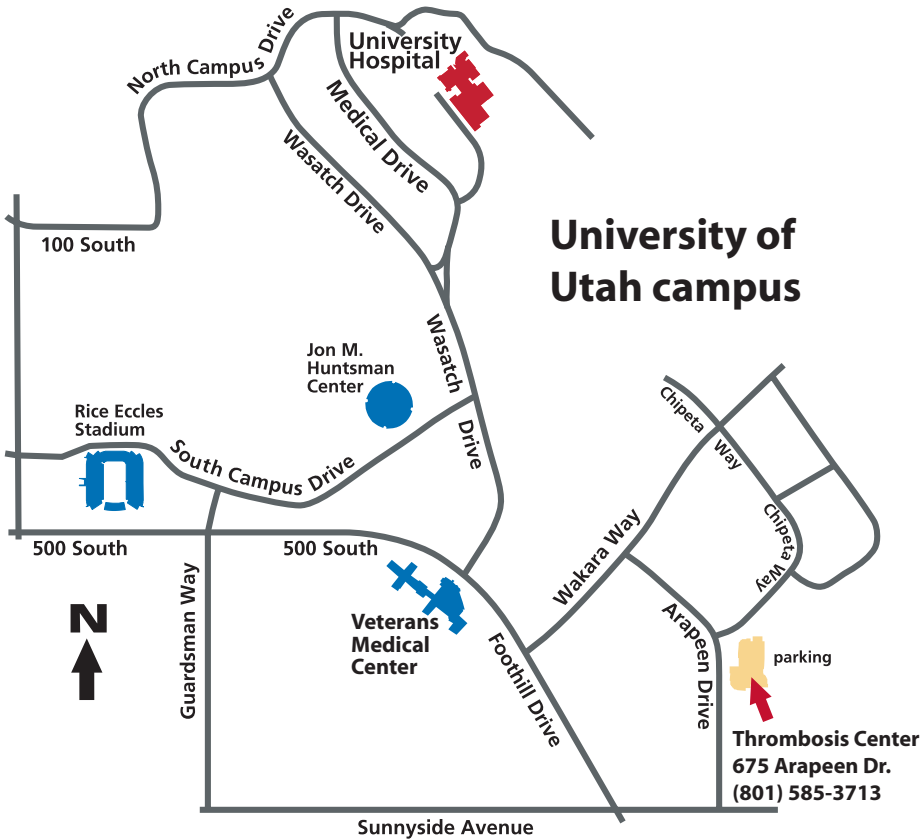 North Campus Drive
University
Hospital
Medical Drive
Wasatch Drive
100 South
University of
Utah campus
Wasatch Drive
Jon M.
Huntsman
Center
Rice Eccles
Stadium
South Campus Drive
Chipeta Way
Chipeta Way
500 South
500 South
Wakara Way
Guardsman Way
N
Veterans
Medical
Center
Foothill Drive
Arapeen Drive
parking
Thrombosis Center
675 Arapeen Dr.
(801) 585-3713
Sunnyside Avenue